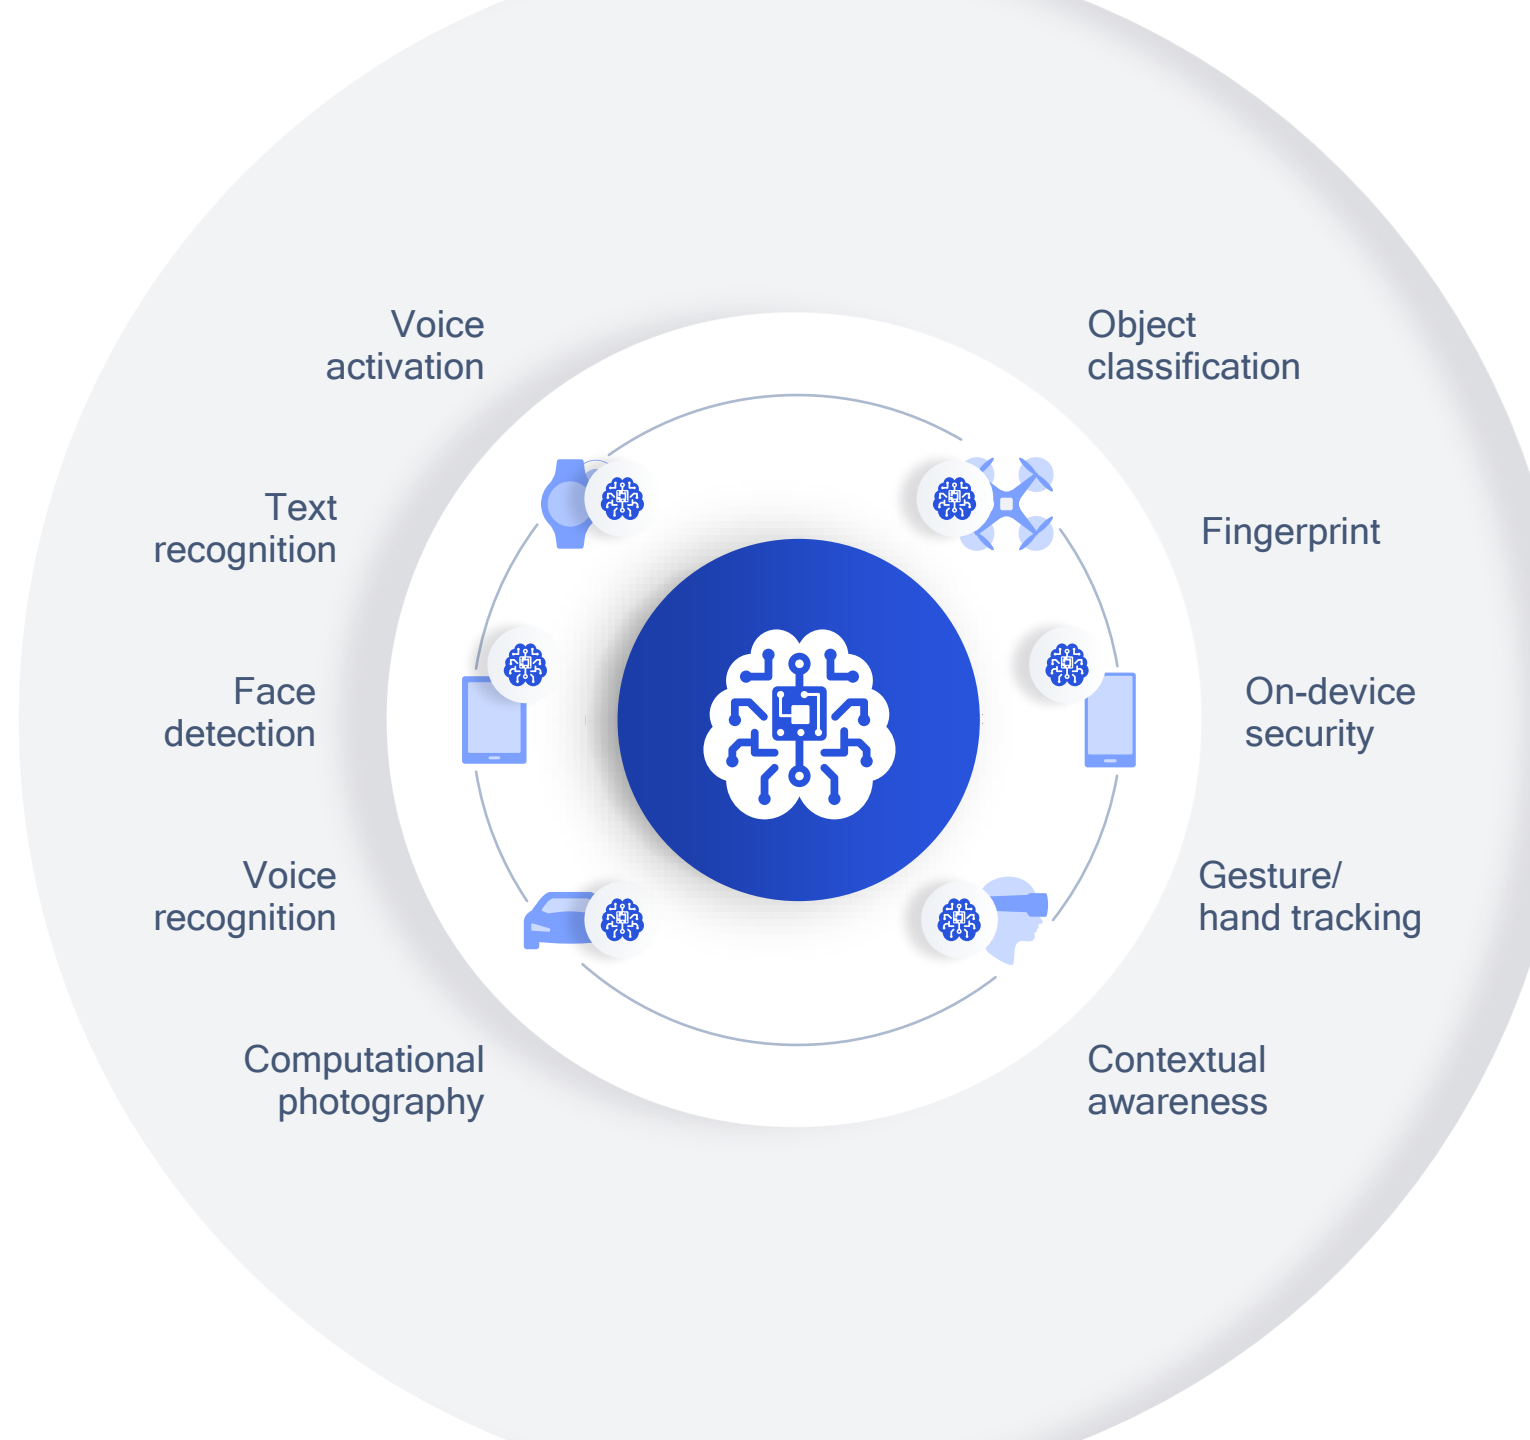 Voice
activation
Text
recognition
Face
detection
Voice
recognition
Computational
photography
Object
classification
Fingerprint
On-device
security
Gesture/
hand tracking
Contextual
awareness